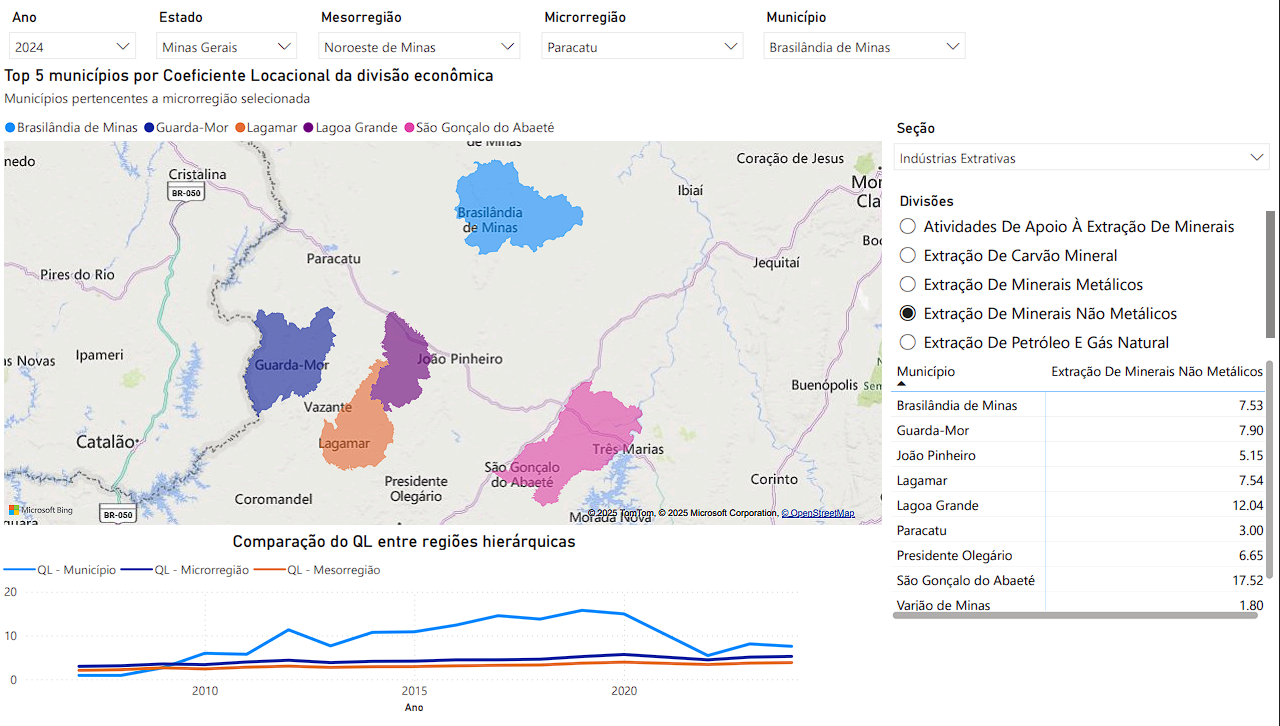 Ano
Estado
Mesorregião
Microrregião
Município
2024
Minas Gerais
Noroeste de Minas
Paracatu
Brasilândia de Minas
Top 5 municípios por Coeficiente Locacional da divisão econômica
Municípios pertencentes a microrregião selecionada
Brasilândia de Minas
Guarda-Mor
Lagamar
Lagoa Grande
São Gonçalo do Abaeté
nedo
de Minas
Cristalina
BR-050
Coração de Jesus
Ibiaí
Mon
Cla
Brasilândia
de Minas
Boc
Paracatu
Jequitaí
Pires do Rio
as Novas
Ipameri
Guarda-Mor
João Pinheiro
Buenópolis
Sem
Vazante
Catalão
Lagamar
Três Marias
São Gonçalo
do Abaeté
Presidente
Olegário
Corinto
Coromandel
Microsoft Bing
BR-050
Morada Nova
© 2025 TomTom, © 2025 Microsoft Corporation, © OpenStreetMap
quara
Seção
Indústrias Extrativas
Divisões
Atividades De Apoio À Extração De Minerais
Extração De Carvão Mineral
Extração De Minerais Metálicos
Extração De Minerais Não Metálicos
Extração De Petróleo E Gás Natural
Município Extração De Minerais Não Metálicos
Brasilândia de Minas 7.53
Guarda-Mor 7.90
João Pinheiro 5.15
Lagamar 7.54
Lagoa Grande 12.04
Paracatu 3.00
Presidente Olegário 6.65
São Gonçalo do Abaeté 17.52
Varjão de Minas 1.80
Comparação do QL entre regiões hierárquicas
QL - Municipio
QL - Microrregião
QL - Mesorregião
20
10
0
2010
2015
2020
Ano